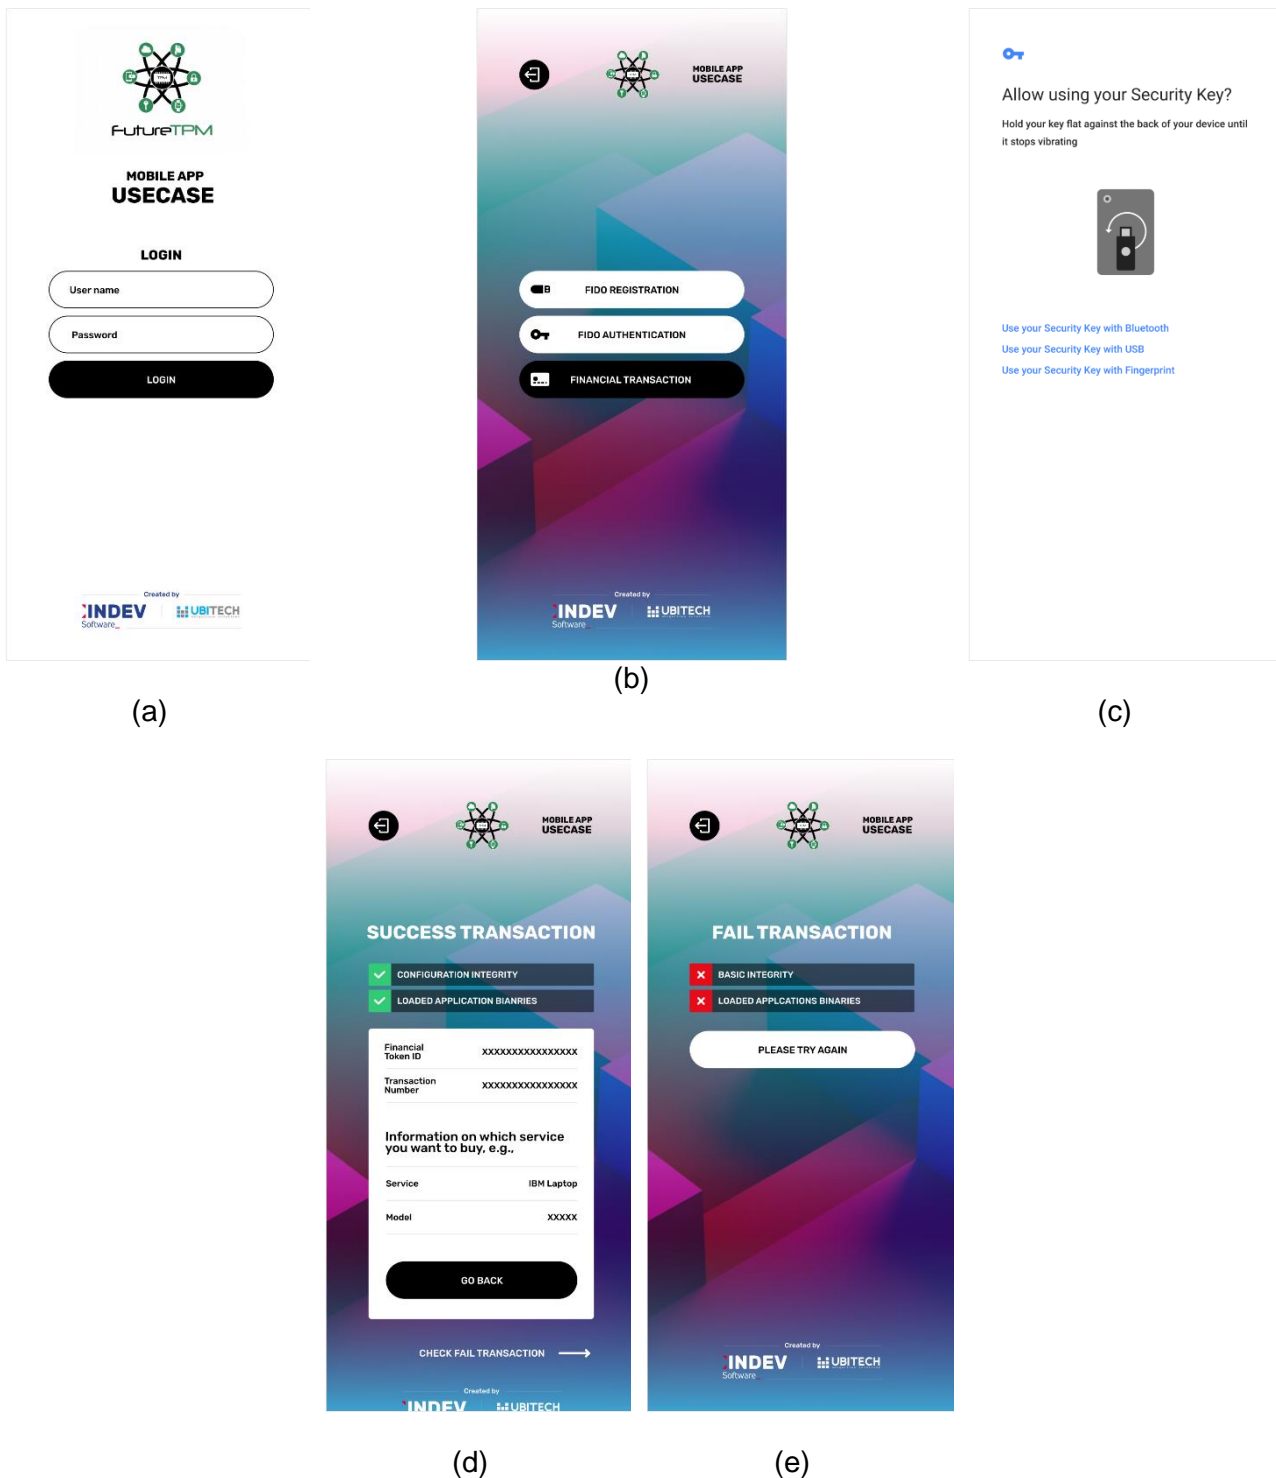 FutureTPM
MOBILE APP
USECASE
LOGIN
User name
Password
LOGIN
Created by
INDEV
Software_
UBITECH
(a)
MOBILE APP
USECASE
FIDO REGISTRATION
FIDO AUTHENTICATION
FINANCIAL TRANSACTION
Created by
INDEV
Software_
UBITECH
(b)
Allow using your Security Key?
Hold your key flat against the back of your device until
it stops vibrating
Use your Security Key with Bluetooth
Use your Security Key with USB
Use your Security Key with Fingerprint
(c)
MOBILE APP
USECASE
SUCCESS TRANSACTION
CONFIGURATION INTEGRITY
LOADED APPLICATION BIANRIES
Financial
Token ID
XXXXXXXXXXXXXXXX
Transaction
Number
XXXXXXXXXXXXXXXX
Information on which service
you want to buy, e.g.,
Service
IBM Laptop
Model
XXXXX
GO BACK
CHECK FAIL TRANSACTION
Created by
INDEV
UBITECH
(d)
MOBILE APP
USECASE
FAIL TRANSACTION
BASIC INTEGRITY
LOADED APPLCATIONS BINARIES
PLEASE TRY AGAIN
Created by
INDEV
Software_
UBITECH
(e)